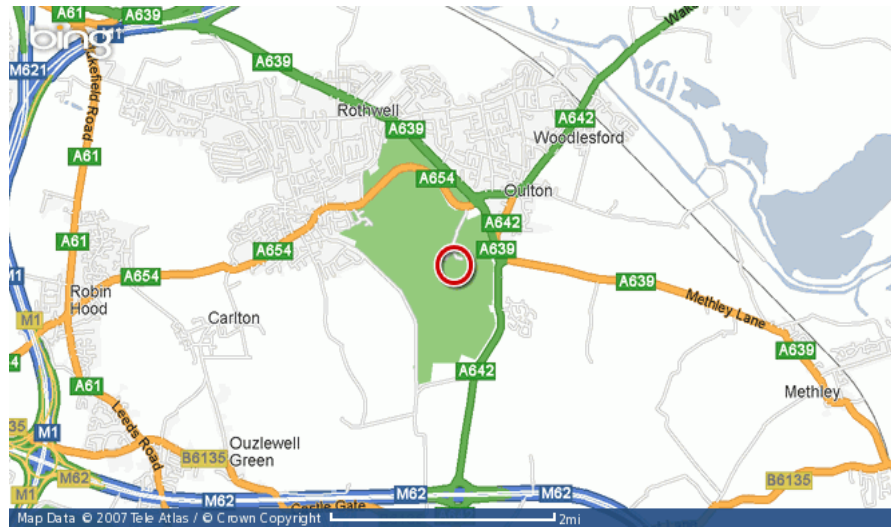 A61
A639
bing
M621
A639
Wake
Wakefield Road
Rothwell
A639
A642
Woodlesford
A61
A654
Oulton
A642
A61
A654
A639
A654
A639
Robin
Hood
M1
Carlton
Methley Lane
A639
A61
A642
Methley
Leeds Road
M1
Ouzlewell
Green
B6135
M62
B6135
M1
M62
M62
M62
Castle Gate
Map Data © 2007 Tele Atlas / © Crown Copyright
2mi